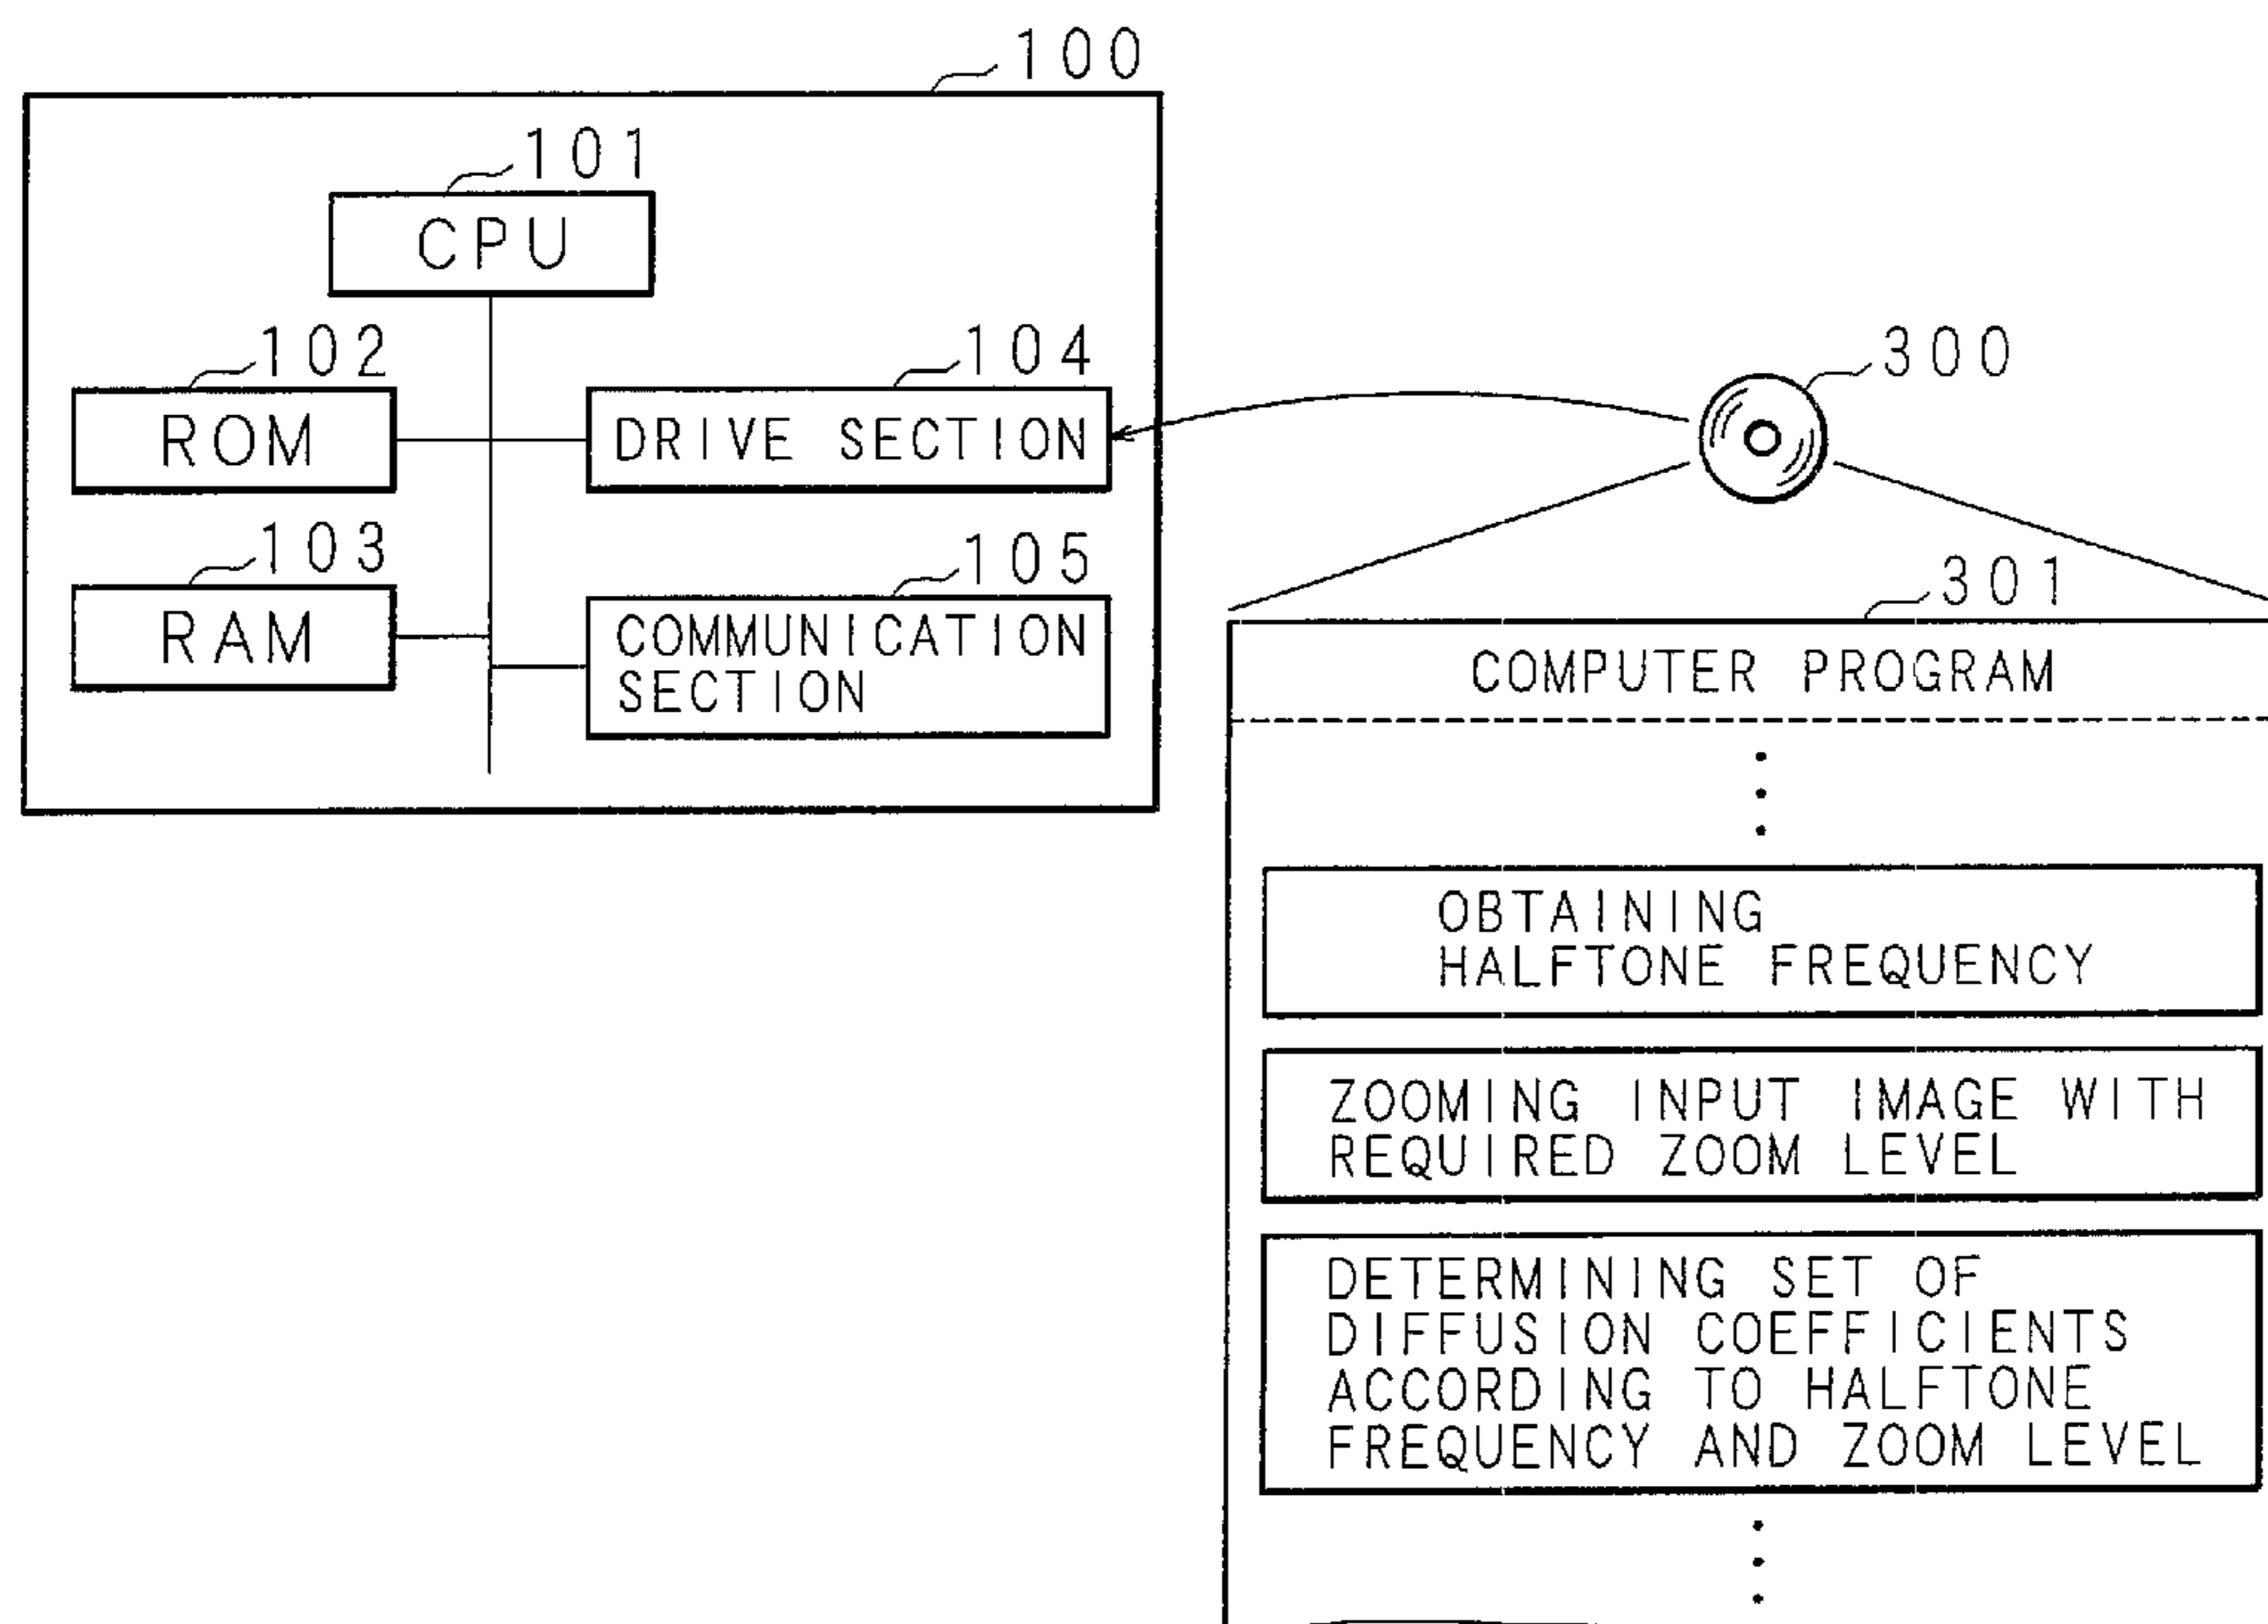 100
101
CPU
102
ROM
104
DRIVE SECTION
300
103
RAM
105
COMMUNICATION
SECTION
301
COMPUTER PROGRAM
OBTAINING
HALFTONE FREQUENCY
ZOOMING INPUT IMAGE WITH
REQUIRED ZOOM LEVEL
DETERMINING SET OF
DIFFUSION COEFFICIENTS
ACCORDING TO HALFTONE
FREQUENCY AND ZOOM LEVEL